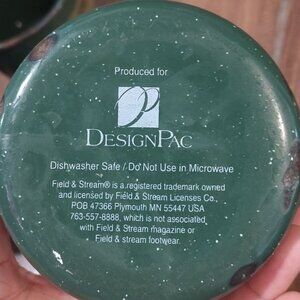 Produced for
DESIGNPAC
Dishwasher Safe / Do Not Use in Microwave
Field & Stream® is a registered trademark owned
and licensed by Field & Stream Licenses Co.,
POB 47366 Plymouth MN 55447 USA
763-557-8888, which is not associated
with Field & Stream magazine or
Field & stream footwear.